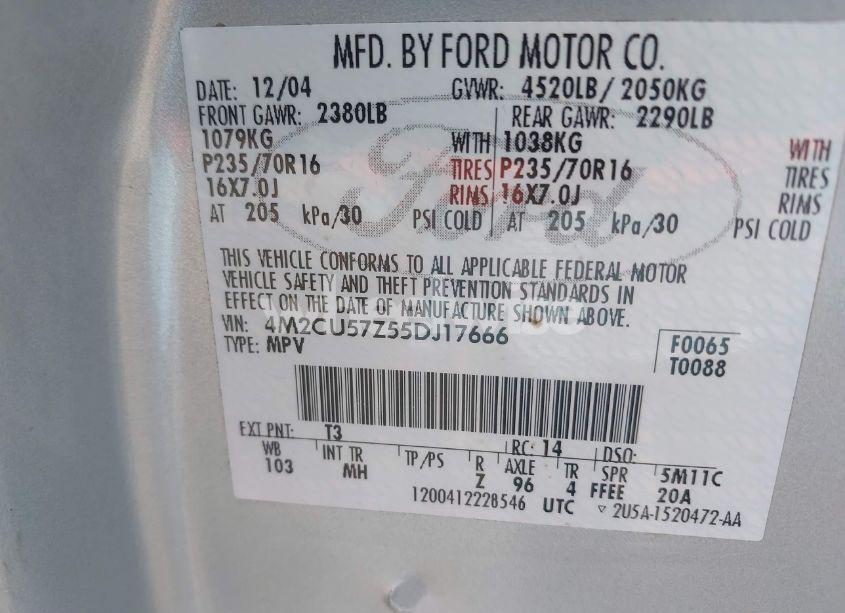 MFD. BY FORD MOTOR CO.
DATE: 12/04 GVWR: 4520LB / 2050KG
FRONT GAWR: 2380LB REAR GAWR: 2290LB
1079KG WITH 1038KG WITH
P235/70R16 TIRES P235/70R16 TIRES
16X7.0J RIMS 16X7.0J RIMS
AT 205 kPa/30 PSI COLD AT 205 kPa/30 PSI COLD
Ford
THIS VEHICLE CONFORMS TO ALL APPLICABLE FEDERAL MOTOR
VEHICLE SAFETY AND THEFT PREVENTION STANDARDS IN
EFFECT ON THE DATE OF MANUFACTURE SHOWN ABOVE.
VIN: 4M2CU57Z55DJ17666
TYPE: MPV
F0065
T0088
EXT PNT: T3 RC: 14 DSO:
WB INT TR TP/PS R AXLE TR SPR 5M11C
103 MH Z 96 4 FFEE 20A
1200412228546 UTC ▽ 2U5A-1520472-AA